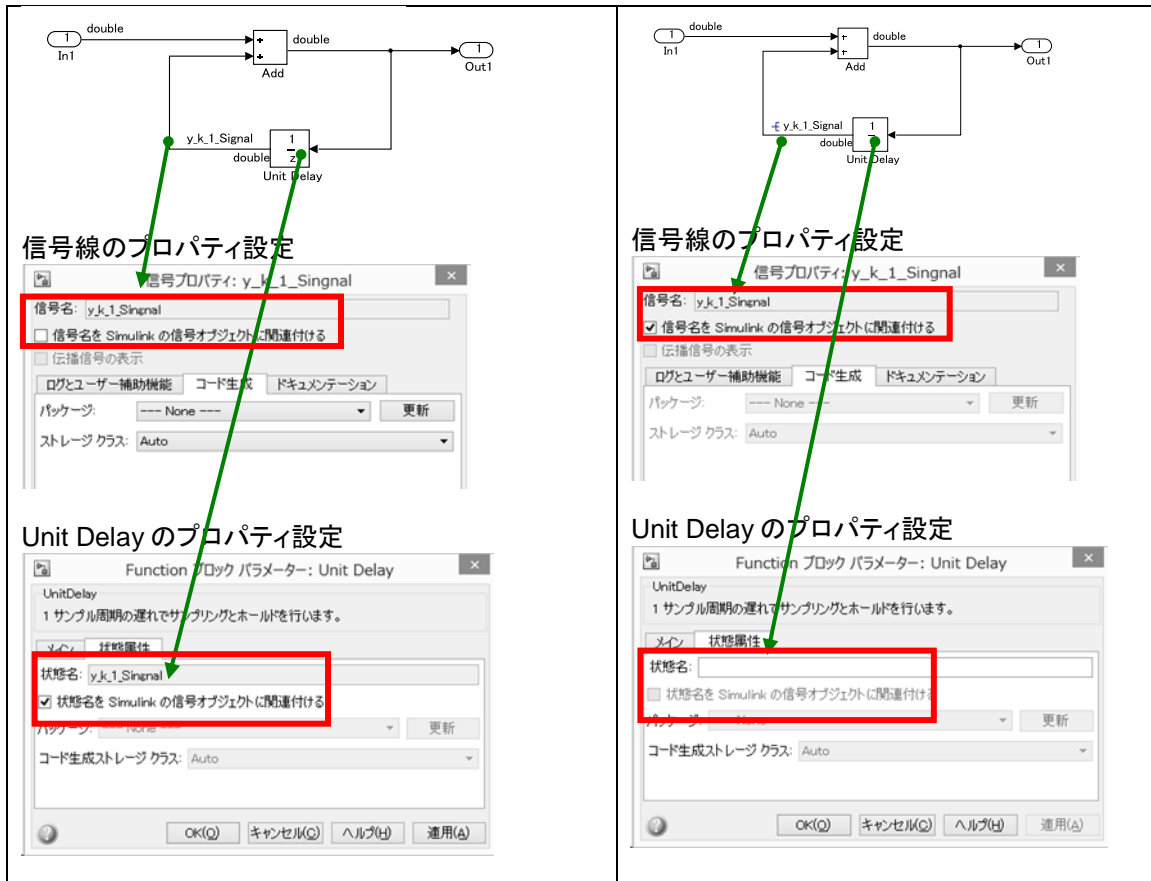 double
1
In1
+
+
double
Add
1
Out1
y_k_1_Signal
double
1
z
Unit Delay
信号線のプロパティ設定
信号プロパティ: y_k_1_Singnal
信号名: y_k_1_Singnal
信号名を Simulink の信号オブジェクトに関連付ける
伝播信号の表示
ログとユーザー補助機能 コード生成 ドキュメンテーション
パッケージ: --- None --- 更新
ストレージ クラス: Auto
Unit Delay のプロパティ設定
Function ブロック パラメーター: Unit Delay
UnitDelay
1 サンプル周期の遅れでサンプリングとホールドを行います。
メイン 状態属性
状態名: y_k_1_Singnal
状態名を Simulink の信号オブジェクトに関連付ける
パッケージ: --- None --- 更新
コード生成ストレージ クラス: Auto
OK(O) キャンセル(C) ヘルプ(H) 適用(A)
double
1
In1
double
Add
1
Out1
y_k_1_Signal
double
1
Unit Delay
信号線のプロパティ設定
信号プロパティ: y_k_1_Singnal
信号名: y_k_1_Singnal
信号名を Simulink の信号オブジェクトに関連付ける
伝播信号の表示
ログとユーザー補助機能 コード生成 ドキュメンテーション
パッケージ: --- None --- 更新
ストレージ クラス: Auto
Unit Delay のプロパティ設定
Function ブロック パラメーター: Unit Delay
UnitDelay
1 サンプル周期の遅れでサンプリングとホールドを行います。
メイン 状態属性
状態名:
状態名を Simulink の信号オブジェクトに関連付ける
パッケージ: --- None --- 更新
コード生成ストレージ クラス: Auto
OK(O) キャンセル(C) ヘルプ(H) 適用(A)